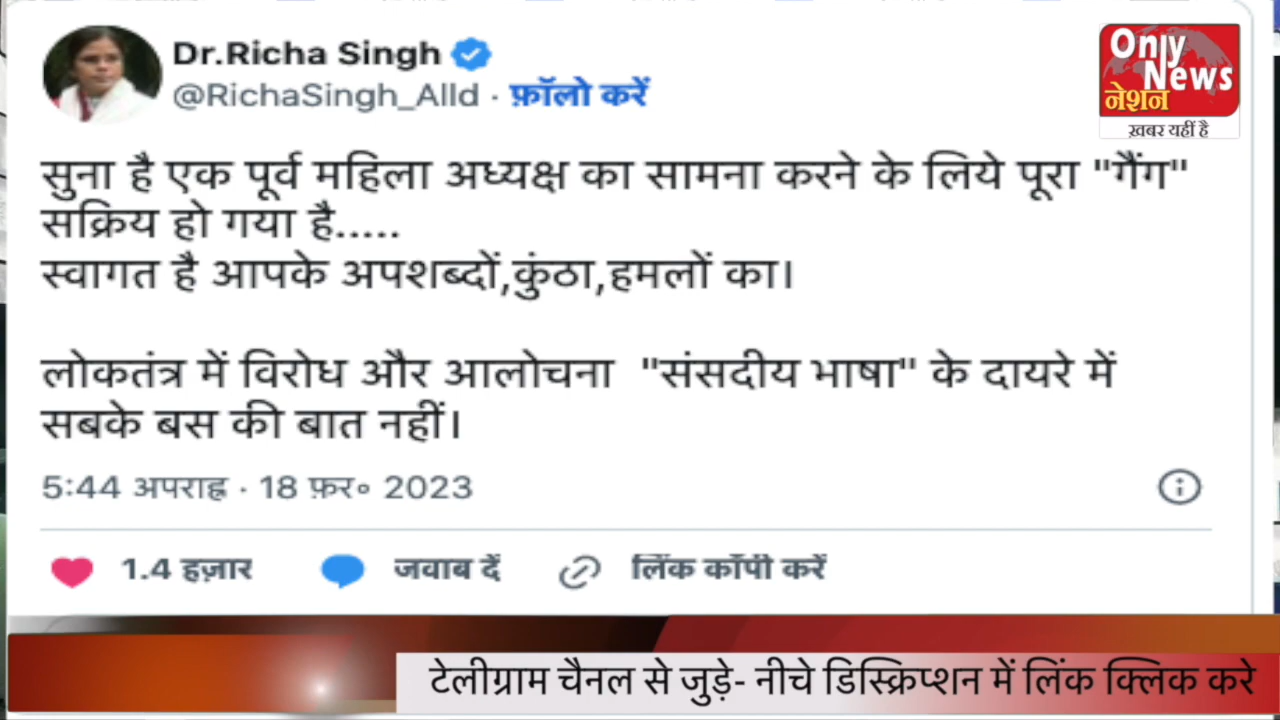 Dr.Richa Singh
@RichaSingh_Alld · फ़ॉलो करें
Only
News
नेशन
ख़बर यहीं है
सुना है एक पूर्व महिला अध्यक्ष का सामना करने के लिये पूरा "गैंग"
सक्रिय हो गया है.....
स्वागत है आपके अपशब्दों,कुंठा,हमलों का।
लोकतंत्र में विरोध और आलोचना "संसदीय भाषा" के दायरे में
सबके बस की बात नहीं।
5:44 अपराह्न · 18 फ़र॰ 2023
1.4 हज़ार जवाब दें लिंक कॉपी करें
टेलीग्राम चैनल से जुड़े- नीचे डिस्क्रिप्शन में लिंक क्लिक करे